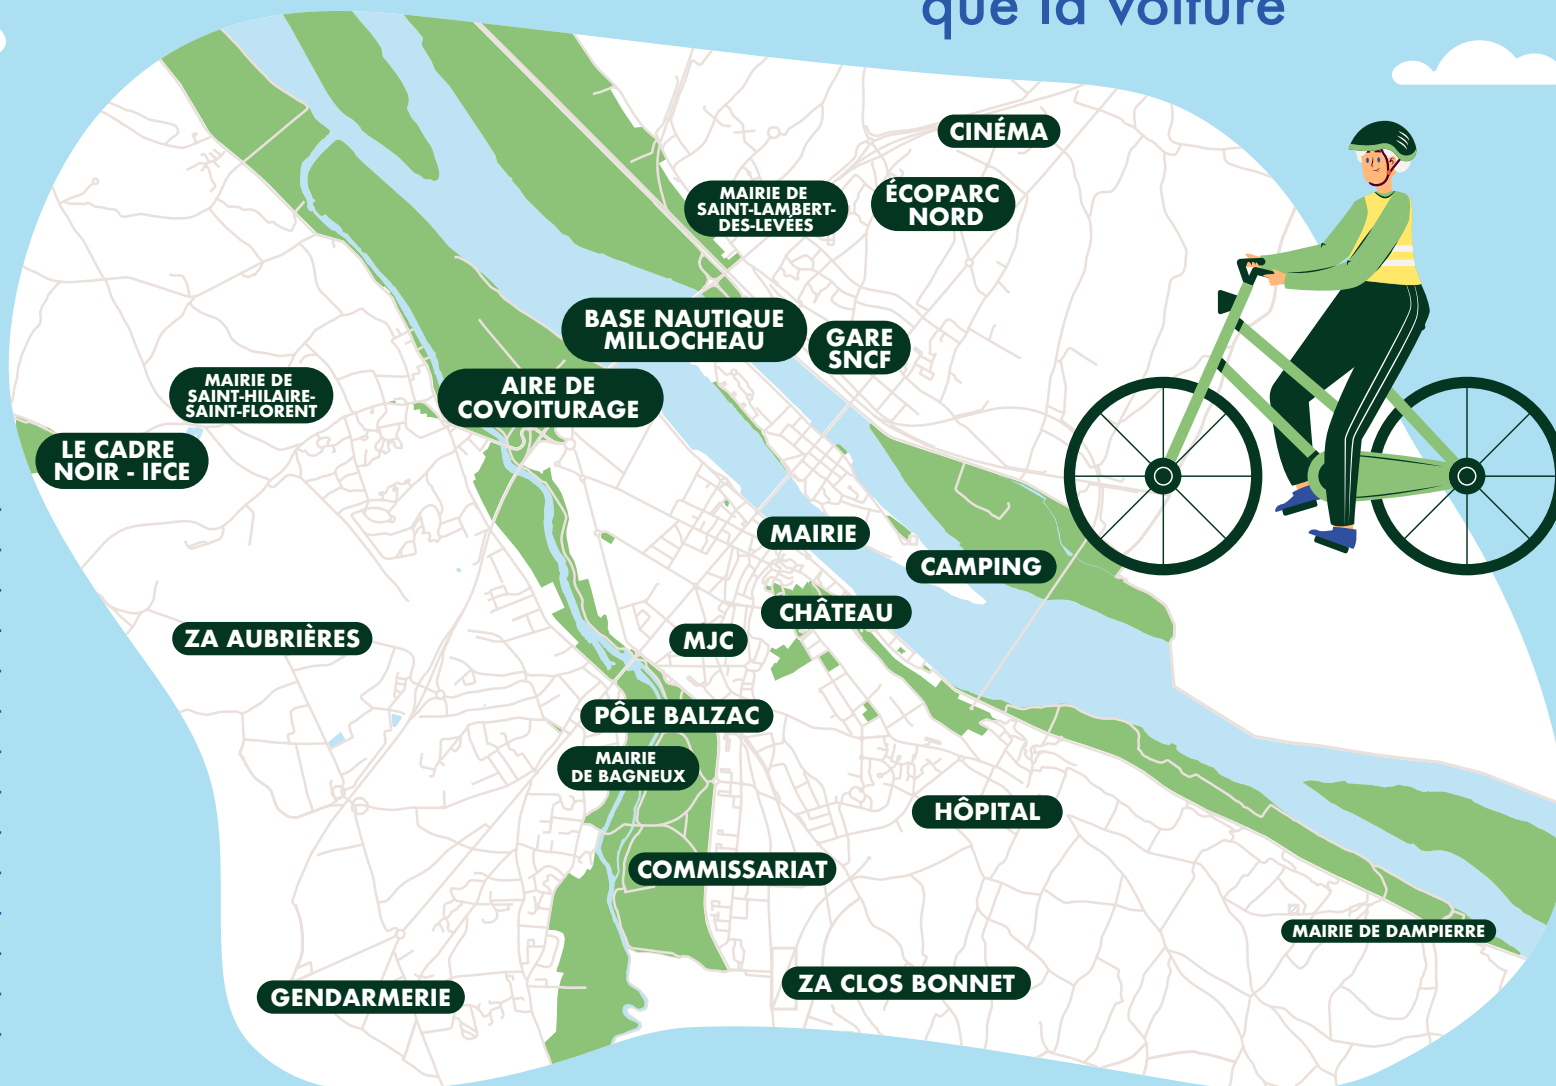 que la voiture
CINÉMA
MAIRIE DE
SAINT-LAMBERT-
DES-LEVÉES
ÉCOPARC
NORD
BASE NAUTIQUE
MILLOCHEAU
GARE
SNCF
MAIRIE DE
SAINT-HILAIRE-
SAINT-FLORENT
AIRE DE
COVOITURAGE
LE CADRE
NOIR - IFCE
MAIRIE
CAMPING
CHÂTEAU
ZA AUBRIÈRES
MJC
PÔLE BALZAC
MAIRIE
DE BAGNEUX
HÔPITAL
COMMISSARIAT
MAIRIE DE DAMPIERRE
ZA CLOS BONNET
GENDARMERIE